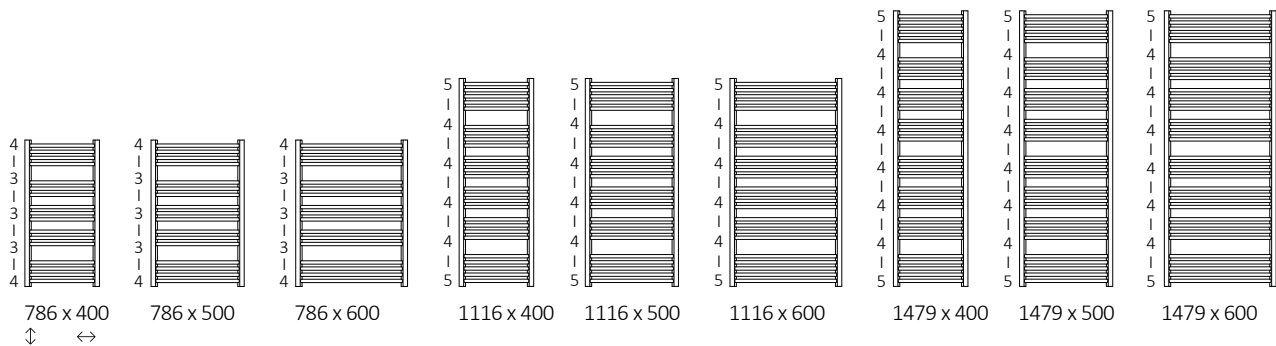 4 | 3 | 3 | 3 | 4
786 x 400
4 | 3 | 3 | 3 | 4
786 x 500
4 | 3 | 3 | 3 | 4
786 x 600
5 | 4 | 4 | 4 | 4 | 5
1116 x 400
5 | 4 | 4 | 4 | 4 | 5
1116 x 500
5 | 4 | 4 | 4 | 4 | 5
1116 x 600
5 | 4 | 4 | 4 | 4 | 4 | 4 | 5
1479 x 400
5 | 4 | 4 | 4 | 4 | 4 | 4 | 5
1479 x 500
5 | 4 | 4 | 4 | 4 | 4 | 4 | 5
1479 x 600